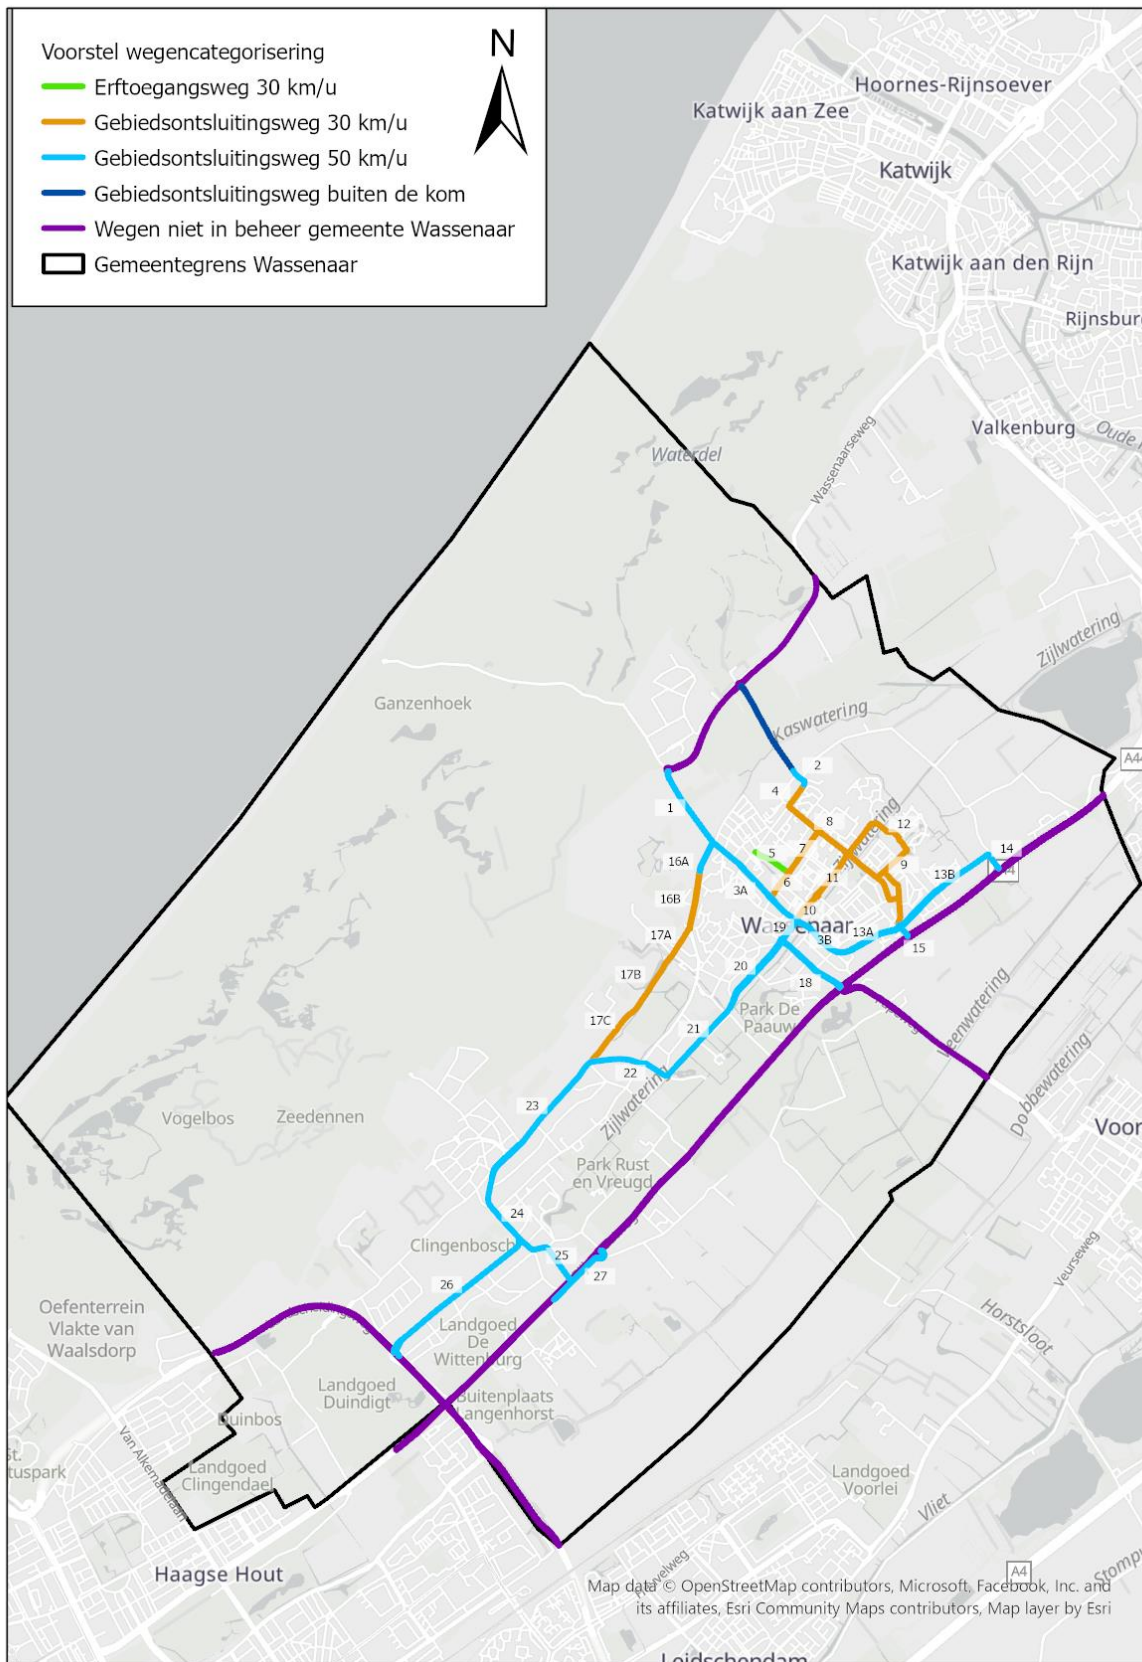 Voorstel wegencategorisering
Erftoegangsweg 30 km/u
Gebiedsontsluitingsweg 30 km/u
Gebiedsontsluitingsweg 50 km/u
Gebiedsontsluitingsweg buiten de kom
Wegen niet in beheer gemeente Wassenaar
Gemeentegrens Wassenaar
N
Hoornes-Rijnsoever
Katwijk aan Zee
Katwijk
Katwijk aan den Rijn
Rijnsbur
Valkenburg
Oude
Wassenaarseweg
Waterdel
Zijlwatering
Ganzenhoek
Kaswatering
A44
2
4
1
8
12
Zijlwatering
14
5
7
9
16A
6
11
13B
3A
16B
10
Wassenaar
17A
19
3B
13A
15
20
17B
18
Park De
Paauw
Veenwatering
17C
21
22
Dobbewatering
23
Zijlwatering
Vogelbos
Zeedennen
Voor
Park Rust
en Vreugd
24
Clingenbosch
25
27
26
Veurseweg
Horstsloot
Oefenterrein
Vlakte van
Waalsdorp
Landgoed
De
Wittenburg
Landgoed
Duindigt
Buitenplaats
Langenhorst
Duinbos
Van Alkemadelaan
St.
tuspark
Landgoed
Clingendael
Landgoed
Voorlei
Vliet
Haagse Hout
A4
Map data © OpenStreetMap contributors, Microsoft, Facebook, Inc. and
its affiliates, Esri Community Maps contributors, Map layer by Esri
Leidschendam